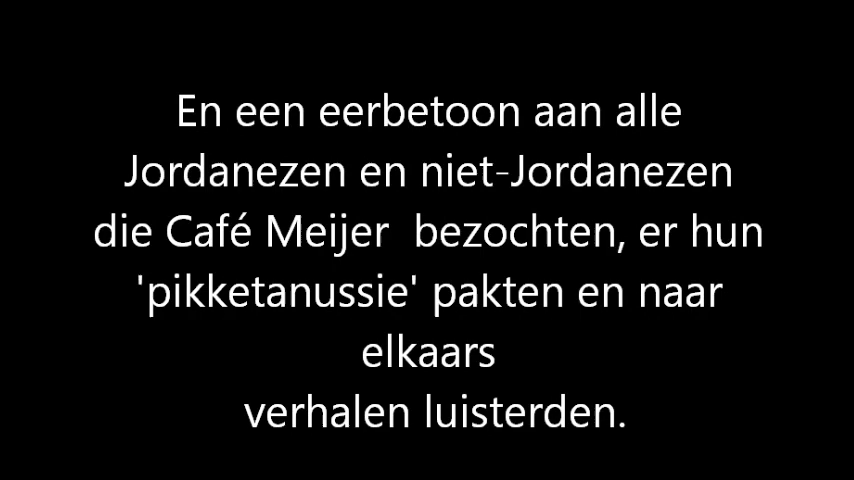 En een eerbetoon aan alle
Jordanezen en niet-Jordanezen
die Café Meijer  bezochten, er hun
'pikketanussie' pakten en naar
elkaars
verhalen luisterden.